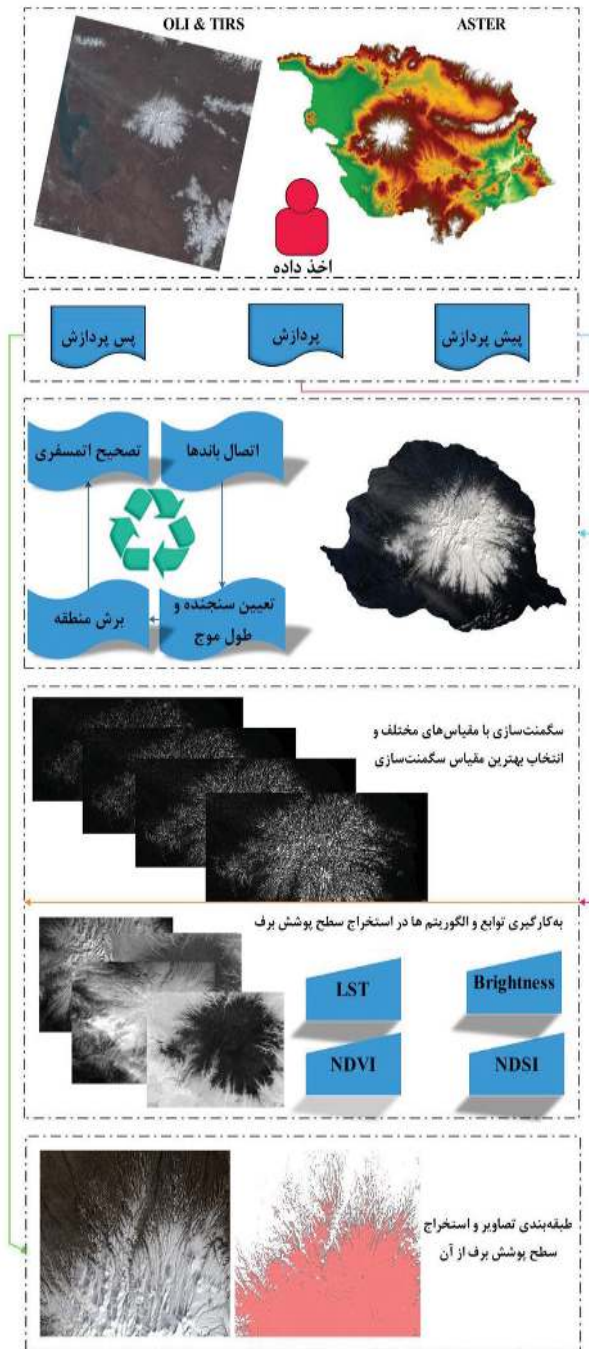 OLI & TIRS
ASTER
اخذ داده
پیش پردازش
پردازش
پس پردازش
اتصال باندها
تصحیح اتمسفری
تعیین سنجنده و
طول موج
برش منطقه
سگمنت‌سازی با مقیاس‌های مختلف و
انتخاب بهترین مقیاس سگمنت‌سازی
به‌کارگیری توابع و الگوریتم ها در استخراج سطح پوشش برف
LST
Brightness
NDVI
NDSI
طبقه‌بندی تصاویر و استخراج
سطح پوشش برف از آن